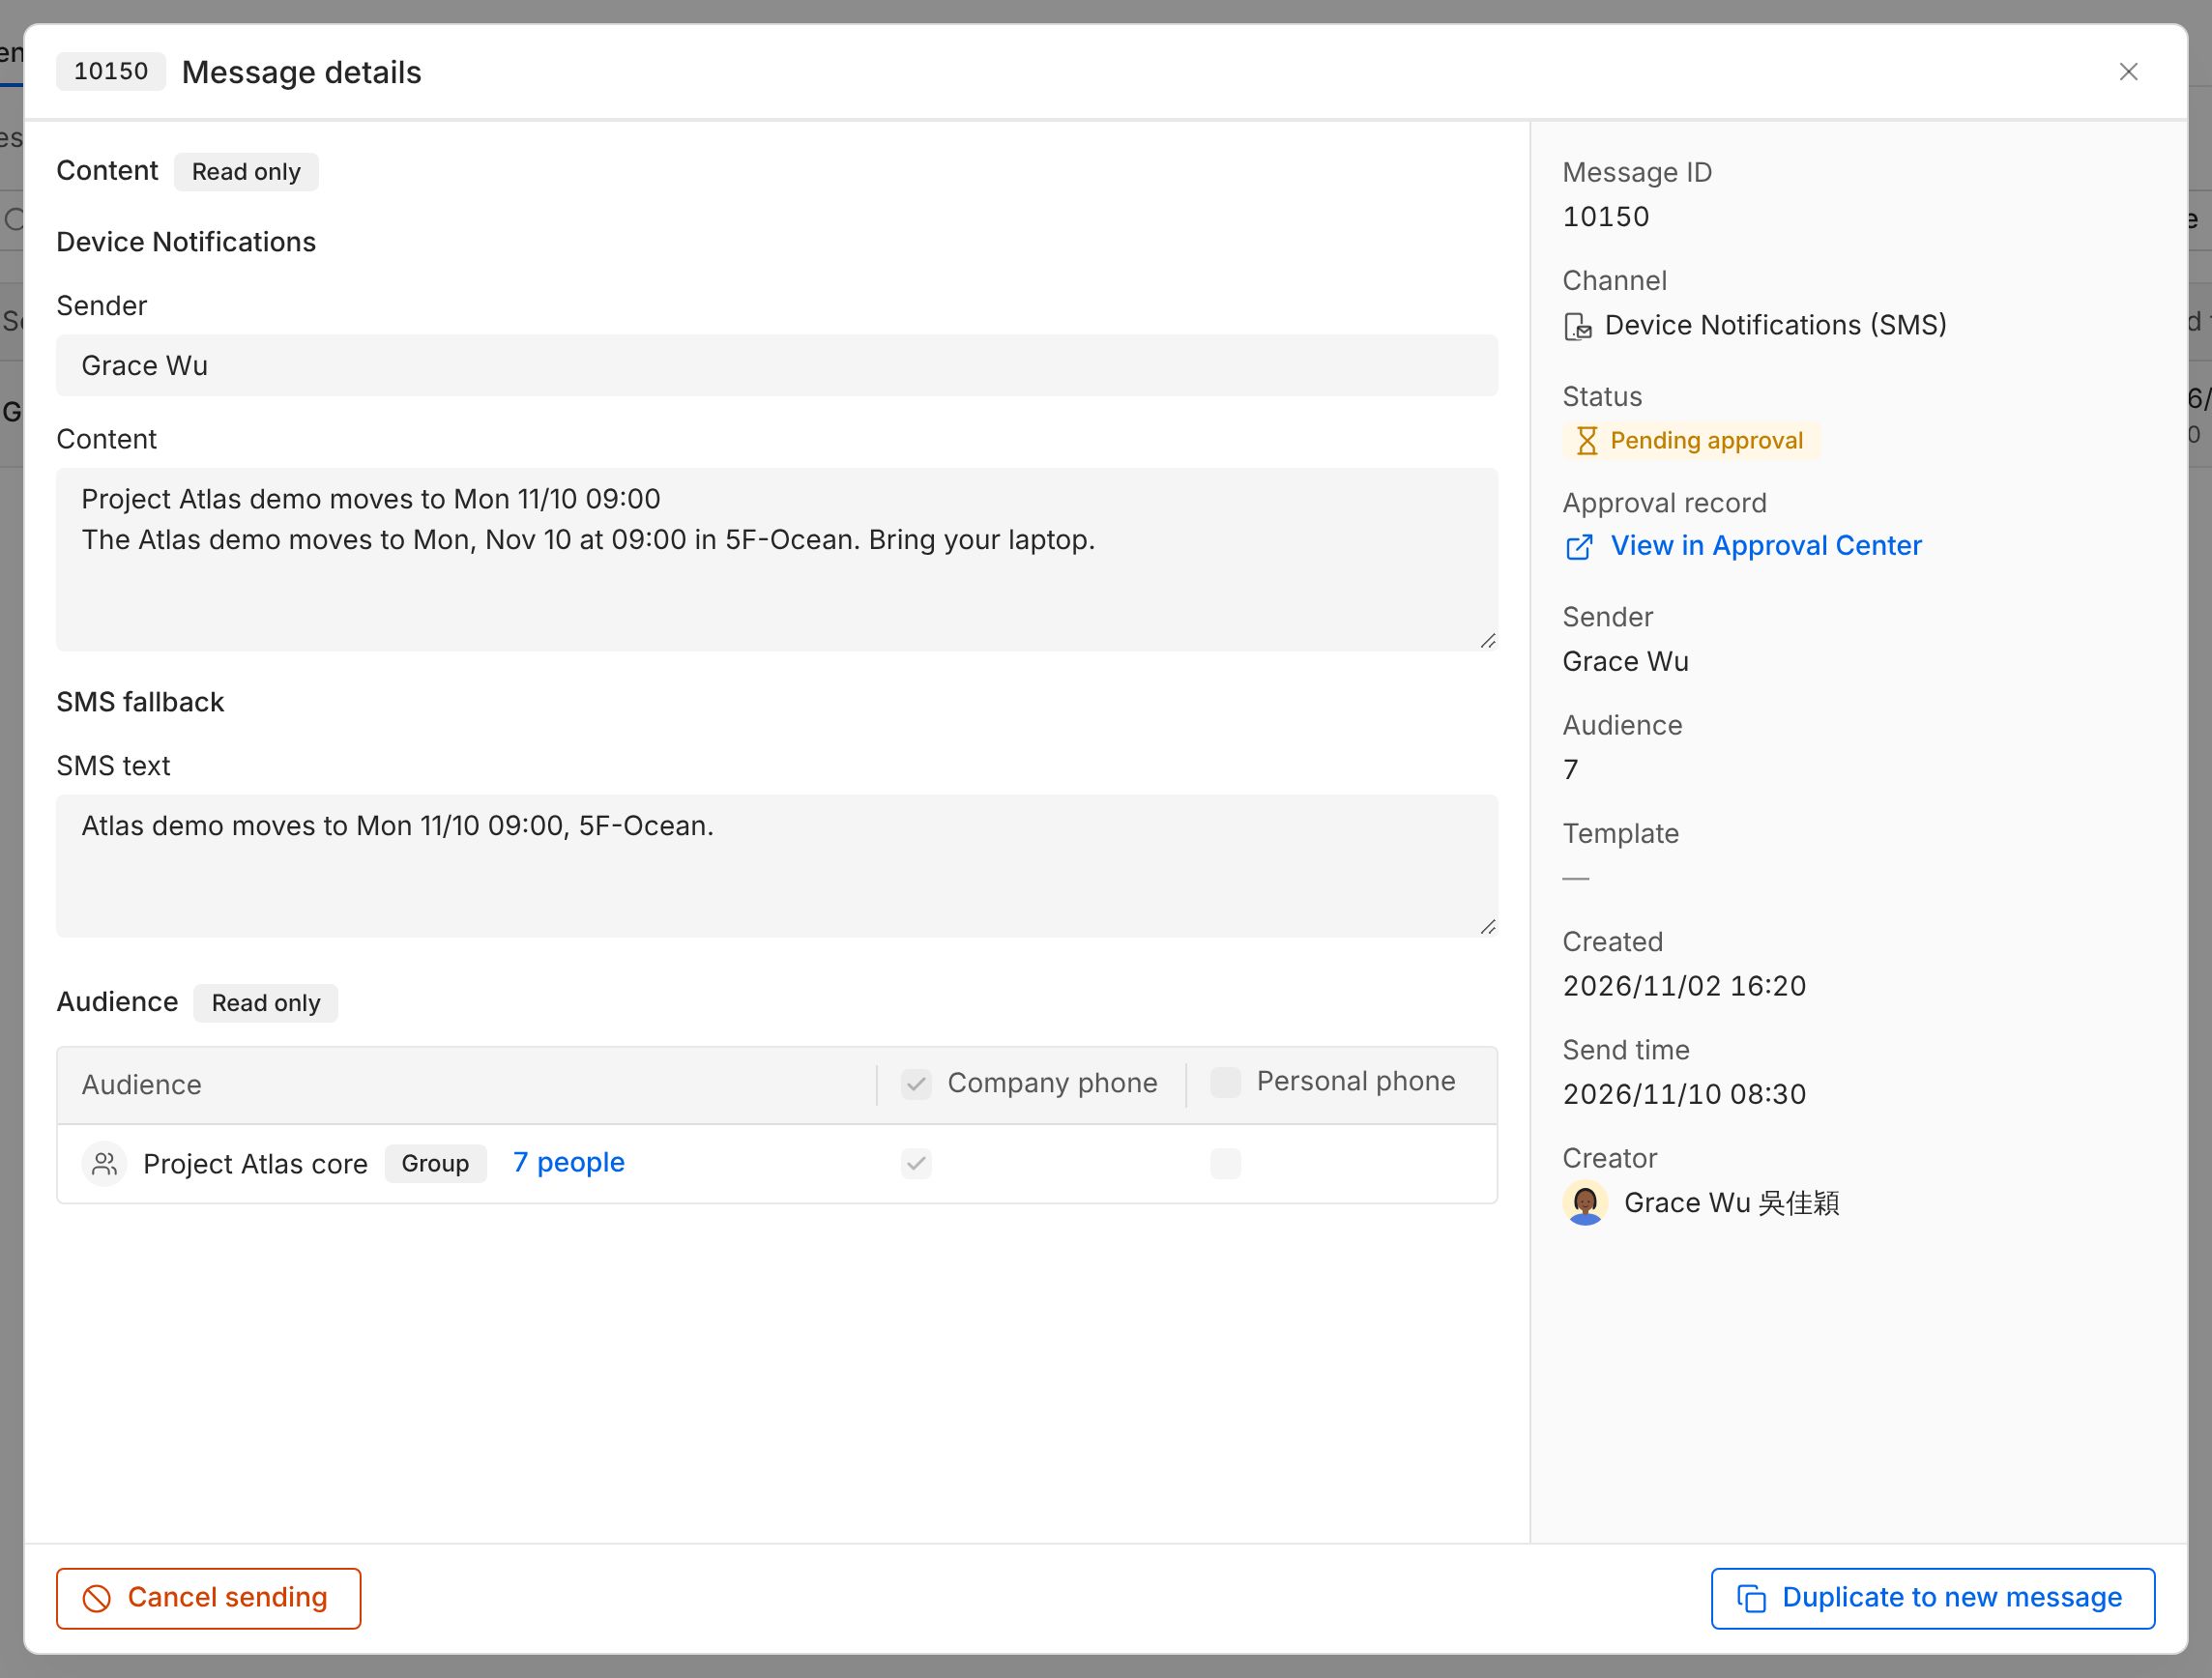 10150 Message details
Content Read only
Device Notifications
Sender
Grace Wu
Content
Project Atlas demo moves to Mon 11/10 09:00
The Atlas demo moves to Mon, Nov 10 at 09:00 in 5F-Ocean. Bring your laptop.
SMS fallback
SMS text
Atlas demo moves to Mon 11/10 09:00, 5F-Ocean.
Audience Read only
Audience Company phone Personal phone
Project Atlas core Group 7 people
Message ID
10150
Channel
Device Notifications (SMS)
Status
Pending approval
Approval record
View in Approval Center
Sender
Grace Wu
Audience
7
Template
—
Created
2026/11/02 16:20
Send time
2026/11/10 08:30
Creator
Grace Wu 吳佳穎
Cancel sending
Duplicate to new message